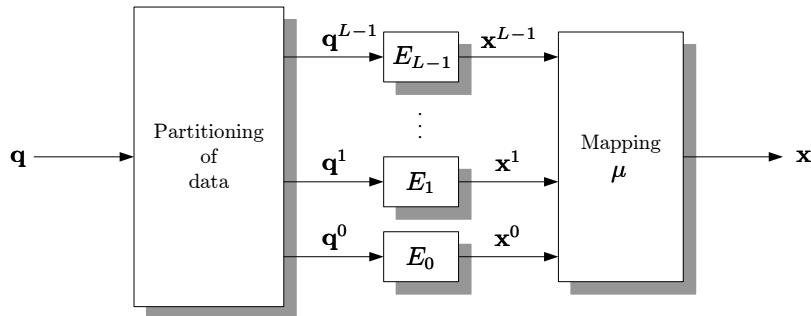 q
Partitioning
of
data
q^{L−1}
E_{L−1}
x^{L−1}
⋮
q^1
E_1
x^1
q^0
E_0
x^0
Mapping
μ
x